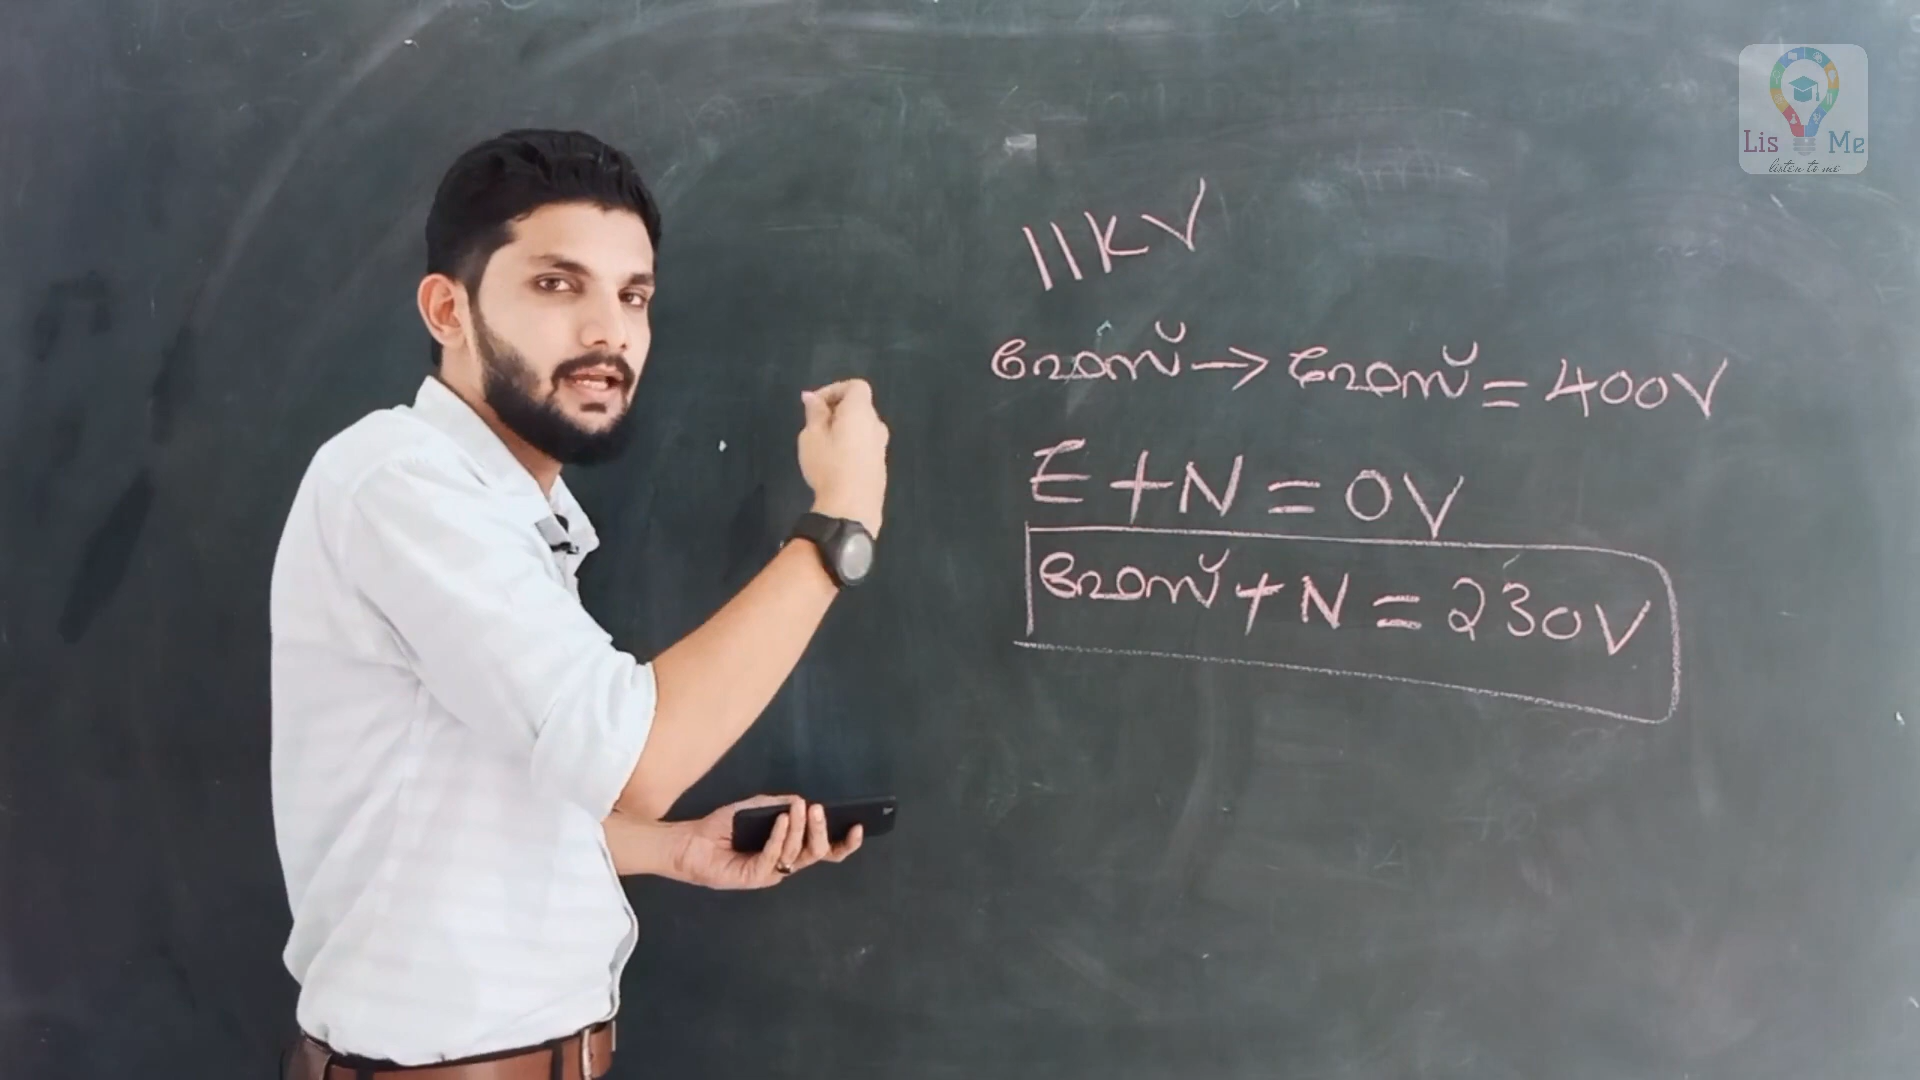 Lis Me
listen to me
11KV
ഫേസ് → ഫേസ് = 400V
E+N = 0V
ഫേസ് + N = 230V